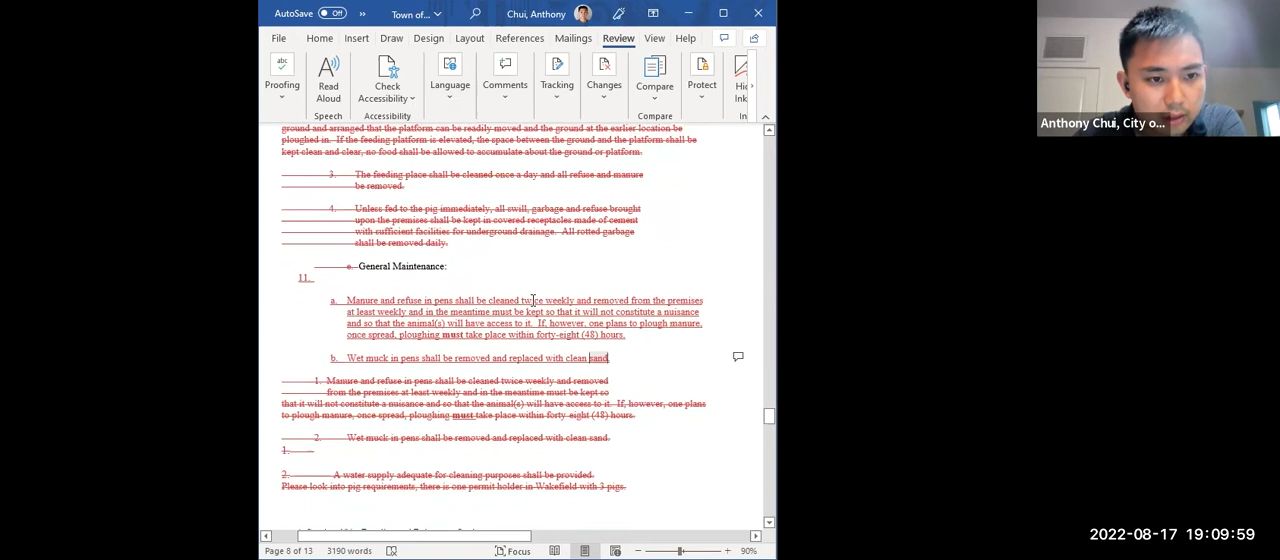 AutoSave Off Town of... Chui, Anthony
File Home Insert Draw Design Layout References Mailings Review View Help
Proofing Read Aloud Check Accessibility Language Comments Tracking Changes Compare Protect Hid Ink
Speech Accessibility Compare In
ground and arranged that the platform can be readily moved and the ground at the earlier location be
ploughed in. If the feeding platform is elevated, the space between the ground and the platform shall be
kept clean and clear, no food shall be allowed to accumulate about the ground or platform.
3. The feeding place shall be cleaned once a day and all refuse and manure
be removed.
4. Unless fed to the pig immediately, all swill, garbage and refuse brought
upon the premises shall be kept in covered receptacles made of cement
with sufficient facilities for underground drainage. All rotted garbage
shall be removed daily.
e. General Maintenance:
11.
a. Manure and refuse in pens shall be cleaned twice weekly and removed from the premises
at least weekly and in the meantime must be kept so that it will not constitute a nuisance
and so that the animal(s) will have access to it. If, however, one plans to plough manure,
once spread, ploughing must take place within forty-eight (48) hours.
b. Wet muck in pens shall be removed and replaced with clean sand.
1. Manure and refuse in pens shall be cleaned twice weekly and removed
from the premises at least weekly and in the meantime must be kept so
that it will not constitute a nuisance and so that the animal(s) will have access to it. If, however, one plans
to plough manure, once spread, ploughing must take place within forty-eight (48) hours.
2. Wet muck in pens shall be removed and replaced with clean sand.
1.
2. A water supply adequate for cleaning purposes shall be provided.
Please look into pig requirements, there is one permit holder in Wakefield with 3 pigs.
Page 8 of 13 3190 words Focus 90%
Anthony Chui, City o...
2022-08-17 19:09:59